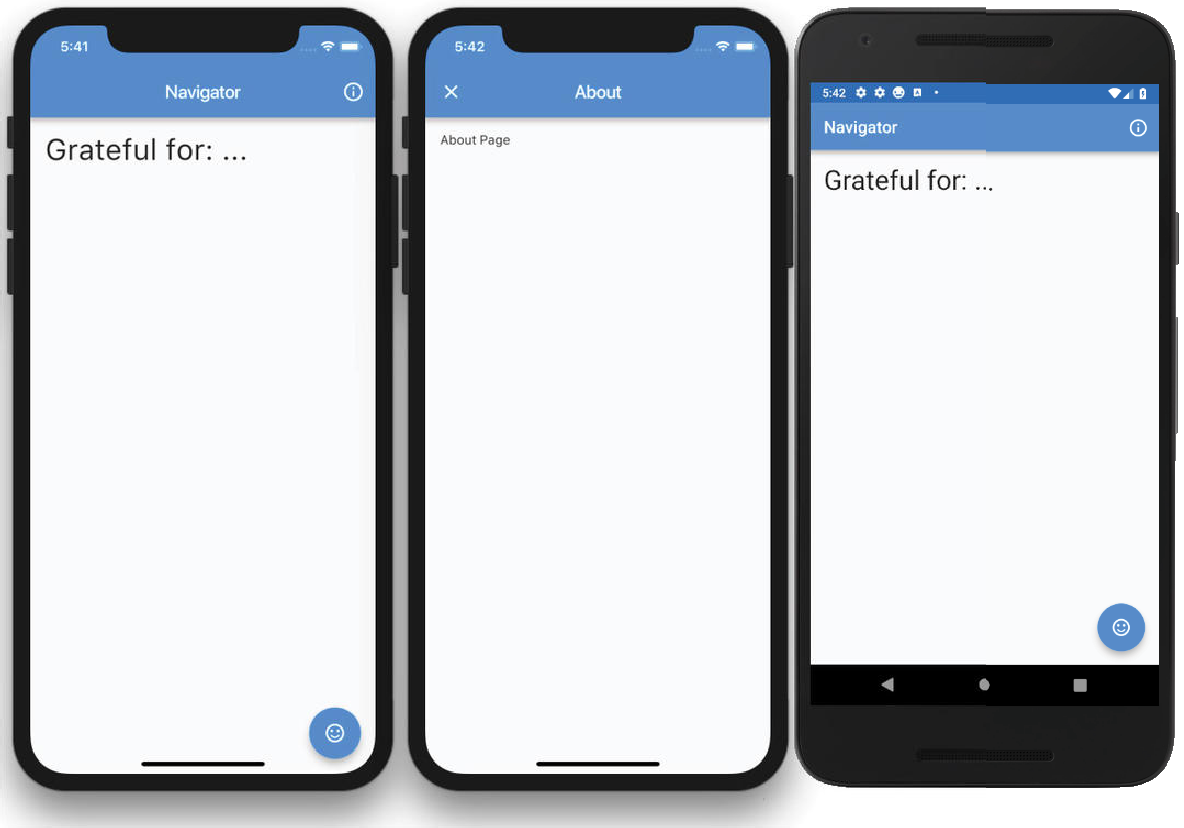 5:41
Navigator
Grateful for: ...
5:42
About
About Page
5:42
Navigator
Grateful for: ...